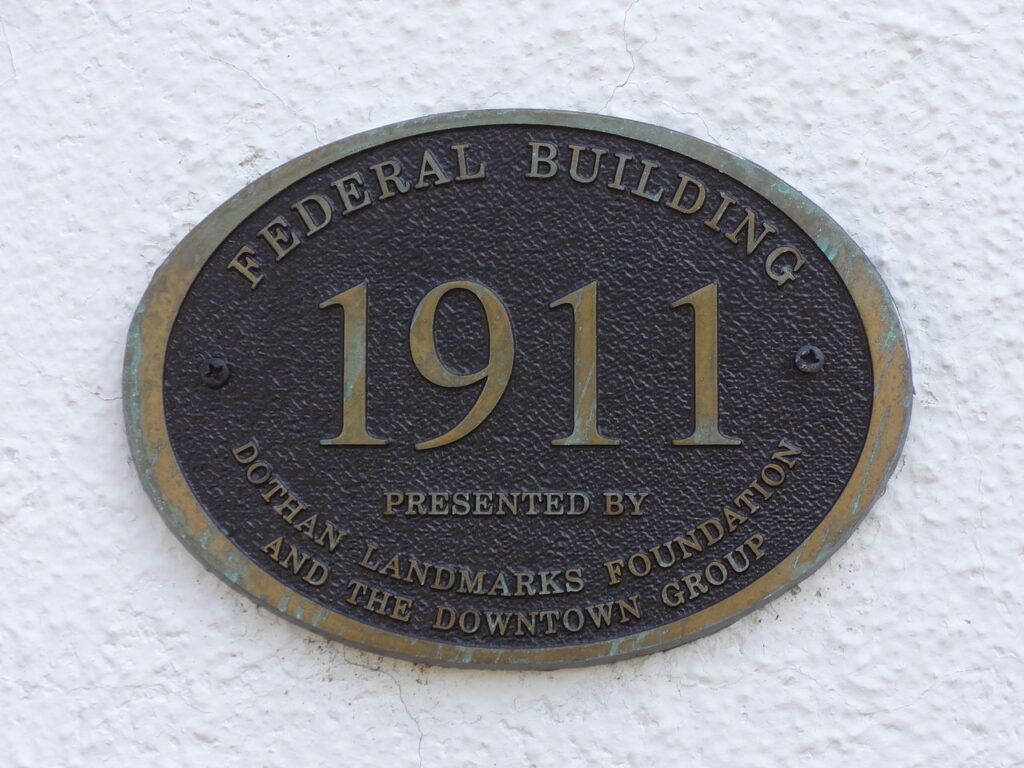 FEDERAL BUILDING
1911
PRESENTED BY
DOTHAN LANDMARKS FOUNDATION
AND THE DOWNTOWN GROUP